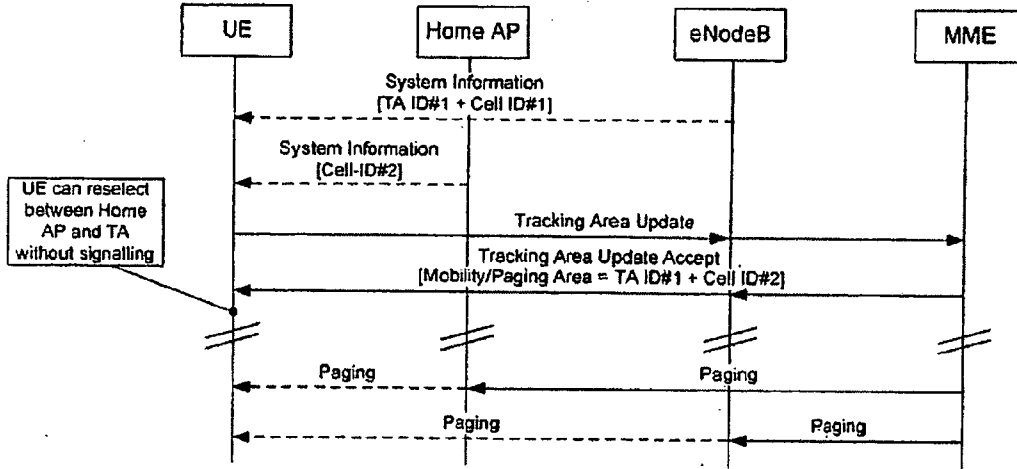 UE
Home AP
eNodeB
MME
System Information
[TA ID#1 + Cell ID#1]
System Information
[Cell-ID#2]
UE can reselect
between Home
AP and TA
without signalling
Tracking Area Update
Tracking Area Update Accept
[Mobility/Paging Area = TA ID#1 + Cell ID#2]
Paging
Paging
Paging
Paging